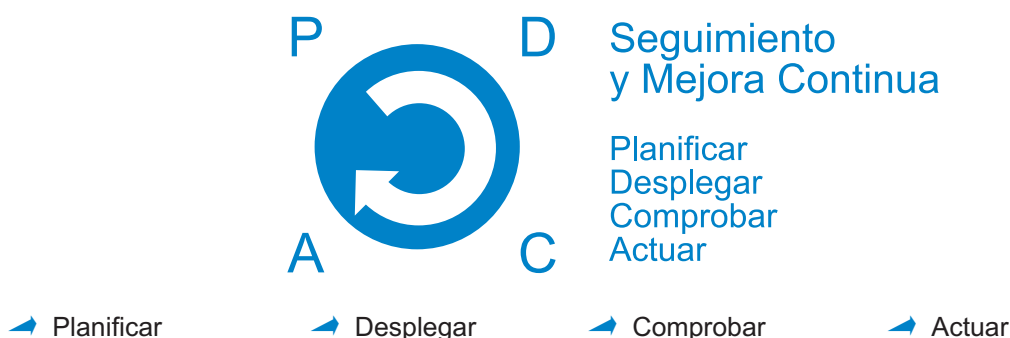 P
D
A
C
Seguimiento
y Mejora Continua
Planificar
Desplegar
Comprobar
Actuar
Planificar
Desplegar
Comprobar
Actuar